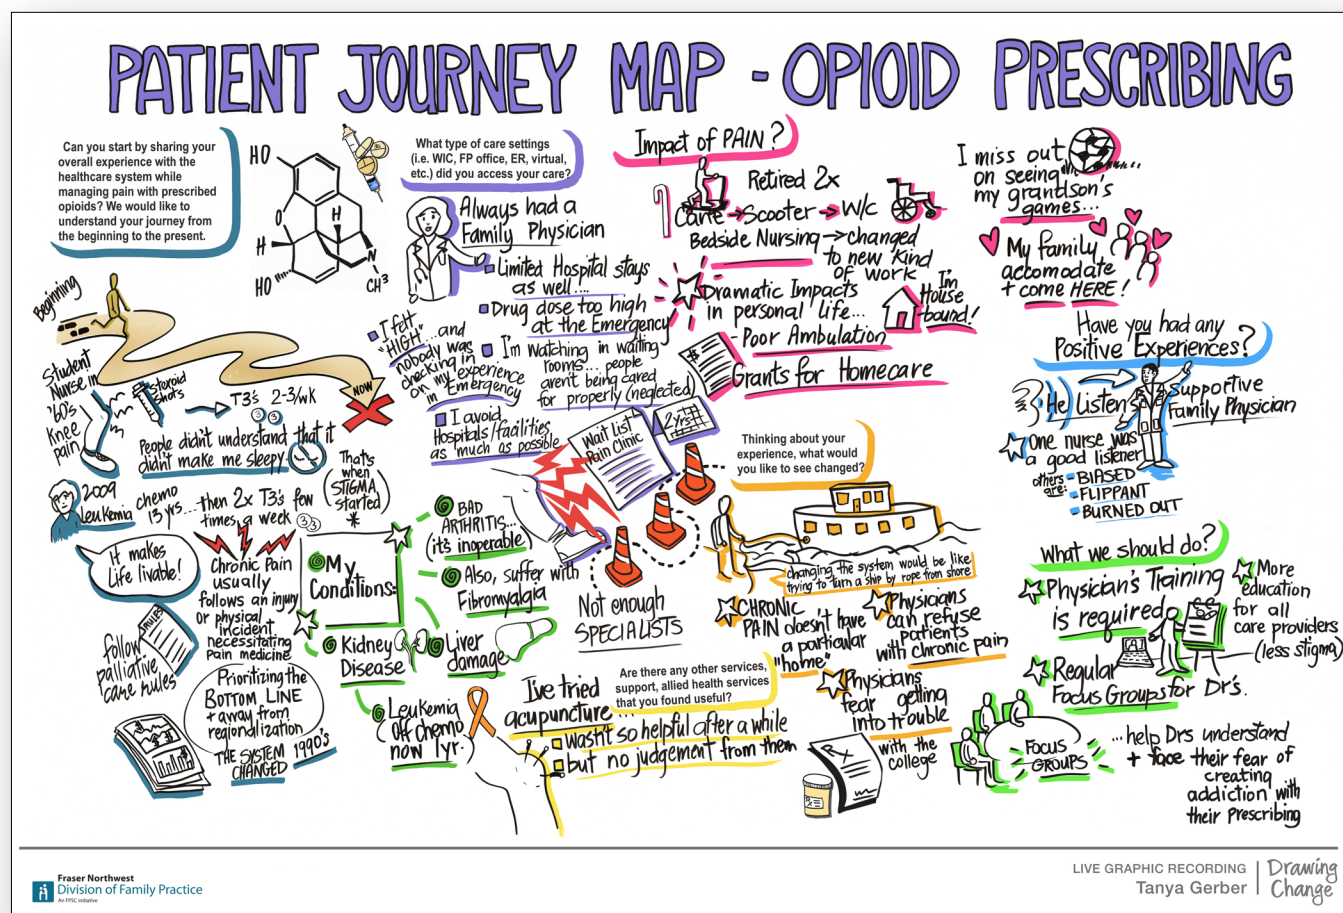 PATIENT JOURNEY MAP - OPIOID PRESCRIBING
Can you start by sharing your
overall experience with the
healthcare system while
managing pain with prescribed
opioids? We would like to
understand your journey from
the beginning to the present.
HO
O
H
H
N
CH3
HO
Beginning
NOW
Student
Nurse in
'60's
Knee
pain
steroid
shots
T3's 2-3/wk
3 3
People didn't understand that it
didn't make me sleepy
That's
when
STIGMA
started
*
2009
Leukemia
chemo
13 yrs... then 2x T3's few
times a week
3 3
It makes
Life livable!
Chronic Pain
usually
follows an injury
or physical
incident
necessitating
Pain medicine
RULES
follow
palliative
care rules
Prioritizing the
BOTTOM LINE
+ away from
regionalization
THE SYSTEM
CHANGED
1990's
What type of care settings
(i.e. WIC, FP office, ER, virtual,
etc.) did you access your care?
Always had a
Family Physician
Limited Hospital stays
as well....
Drug dose too high
at the Emergency
I felt
"HIGH" ...and
nobody was
checking in
on my experience
in Emergency
I'm watching in waiting
rooms... people
aren't being cared
for properly (neglected)
I avoid
Hospitals/facilities
as much as possible
Wait List
Pain Clinic
2yrs
Not enough
SPECIALISTS
My
Conditions:
BAD
ARTHRITIS...
(it's inoperable)
Also, suffer with
Fibromyalgia
Kidney
Disease
Liver
damage
Leukemia
Off chemo
now 1yr.
Impact of PAIN?
Retired 2x
Cane → Scooter → W/c
Bedside Nursing → changed
to new kind
of work
Dramatic Impacts
in personal life...
- Poor Ambulation
I'm
House
-bound!
$
Grants for Homecare
I miss out
on seeing
my grandson's
games...
My family
accomodate
+ come HERE!
Have you had any
Positive Experiences?
(He) Listens
Supportive
Family Physician
One nurse was
a good listener
others
are:
- BIASED
- FLIPPANT
- BURNED OUT
Thinking about your
experience, what would
you like to see changed?
changing the system would be like
trying to turn a ship by rope from shore
CHRONIC
PAIN doesn't have
a particular
"home"
Physicians
can refuse
patients
with chronic pain
Physicians
fear getting
into trouble
with the
college
Rx
Are there any other services,
support, allied health services
that you found useful?
I've tried
acupuncture...
wasn't so helpful after a while
but no judgement from them
What we should do?
Physician's Training
is required
More
education
for all
care providers
(less stigma)
Regular
Focus Groups for Dr's.
FOCUS
GROUPS
...help Drs understand
+ face their fear of
creating
addiction with
their Prescribing
Fraser Northwest
Division of Family Practice
An FPSC initiative
LIVE GRAPHIC RECORDING
Tanya Gerber
Drawing
Change